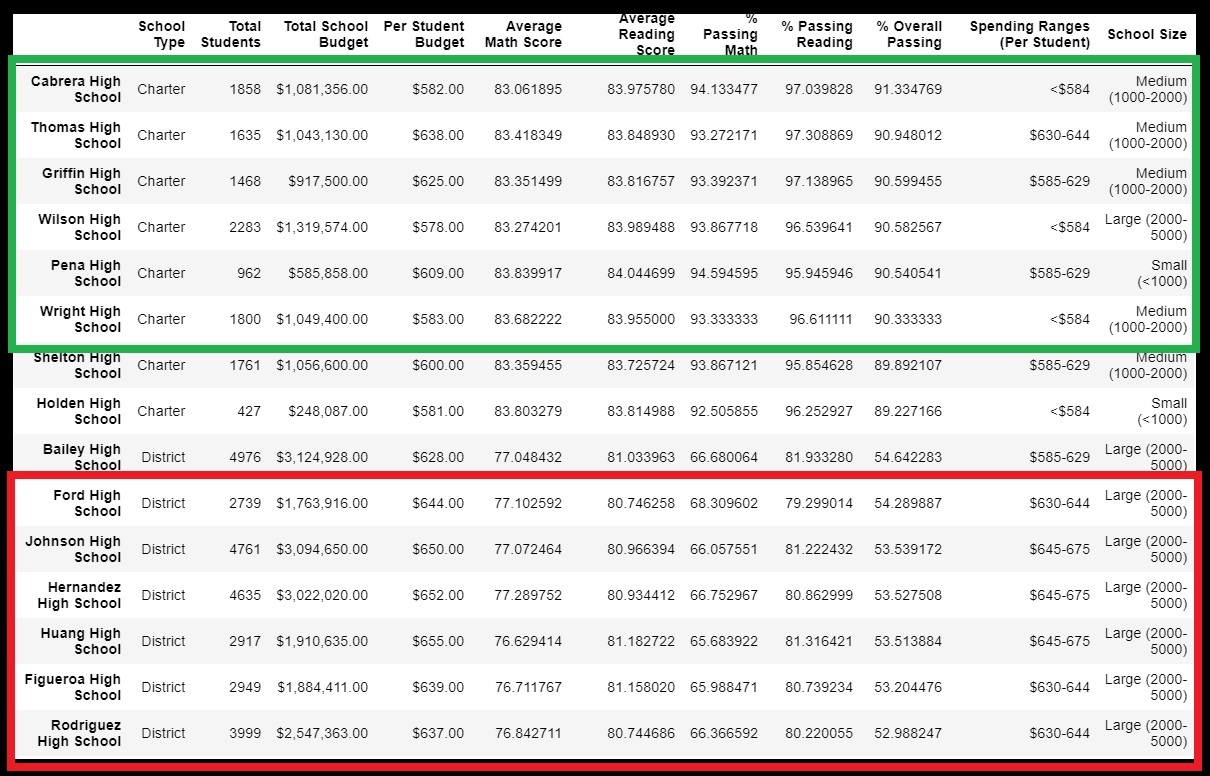 School Type Total Students Total School Budget Per Student Budget Average Math Score Average Reading Score % Passing Math % Passing Reading % Overall Passing Spending Ranges (Per Student) School Size
Cabrera High School Charter 1858 $1,081,356.00 $582.00 83.061895 83.975780 94.133477 97.039828 91.334769 <$584 Medium (1000-2000)
Thomas High School Charter 1635 $1,043,130.00 $638.00 83.418349 83.848930 93.272171 97.308869 90.948012 $630-644 Medium (1000-2000)
Griffin High School Charter 1468 $917,500.00 $625.00 83.351499 83.816757 93.392371 97.138965 90.599455 $585-629 Medium (1000-2000)
Wilson High School Charter 2283 $1,319,574.00 $578.00 83.274201 83.989488 93.867718 96.539641 90.582567 <$584 Large (2000-5000)
Pena High School Charter 962 $585,858.00 $609.00 83.839917 84.044699 94.594595 95.945946 90.540541 $585-629 Small (<1000)
Wright High School Charter 1800 $1,049,400.00 $583.00 83.682222 83.955000 93.333333 96.611111 90.333333 <$584 Medium (1000-2000)
Shelton High School Charter 1761 $1,056,600.00 $600.00 83.359455 83.725724 93.867121 95.854628 89.892107 $585-629 Medium (1000-2000)
Holden High School Charter 427 $248,087.00 $581.00 83.803279 83.814988 92.505855 96.252927 89.227166 <$584 Small (<1000)
Bailey High School District 4976 $3,124,928.00 $628.00 77.048432 81.033963 66.680064 81.933280 54.642283 $585-629 Large (2000-5000)
Ford High School District 2739 $1,763,916.00 $644.00 77.102592 80.746258 68.309602 79.299014 54.289887 $630-644 Large (2000-5000)
Johnson High School District 4761 $3,094,650.00 $650.00 77.072464 80.966394 66.057551 81.222432 53.539172 $645-675 Large (2000-5000)
Hernandez High School District 4635 $3,022,020.00 $652.00 77.289752 80.934412 66.752967 80.862999 53.527508 $645-675 Large (2000-5000)
Huang High School District 2917 $1,910,635.00 $655.00 76.629414 81.182722 65.683922 81.316421 53.513884 $645-675 Large (2000-5000)
Figueroa High School District 2949 $1,884,411.00 $639.00 76.711767 81.158020 65.988471 80.739234 53.204476 $630-644 Large (2000-5000)
Rodriguez High School District 3999 $2,547,363.00 $637.00 76.842711 80.744686 66.366592 80.220055 52.988247 $630-644 Large (2000-5000)